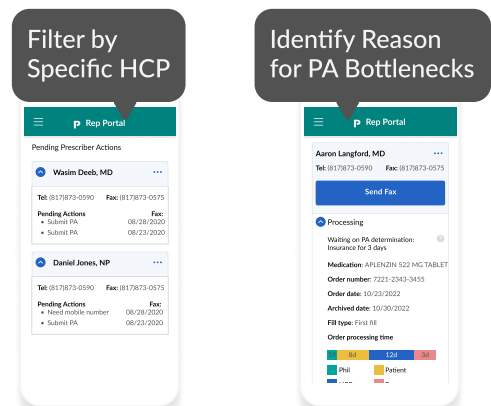 Filter by
Specific HCP
Rep Portal
Pending Prescriber Actions
Wasim Deeb, MD
Tel: (817)873-0590 Fax: (817)873-0575
Pending Actions Fax:
• Submit PA 08/28/2020
• Submit PA 08/23/2020
Daniel Jones, NP
Tel: (817)873-0590 Fax: (817)873-0575
Pending Actions Fax:
• Need mobile number 08/28/2020
• Submit PA 08/23/2020
Identify Reason
for PA Bottlenecks
Rep Portal
Aaron Langford, MD
Tel: (817)873-0590 Fax: (817)873-0575
Send Fax
Processing
Waiting on PA determination:
Insurance for 3 days
Medication: APLENZIN 522 MG TABLET
Order number: 7221-2343-3455
Order date: 10/23/2022
Archived date: 10/30/2022
Fill type: First fill
Order processing time
8d 12d 3d
Phil Patient